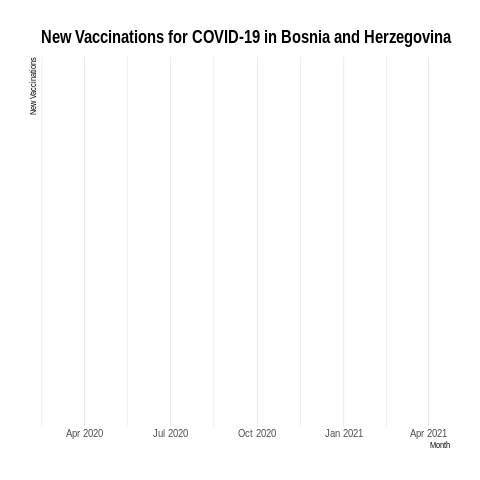 New Vaccinations for COVID-19 in Bosnia and Herzegovina
New Vaccinations
Apr 2020 Jul 2020 Oct 2020 Jan 2021 Apr 2021
Month